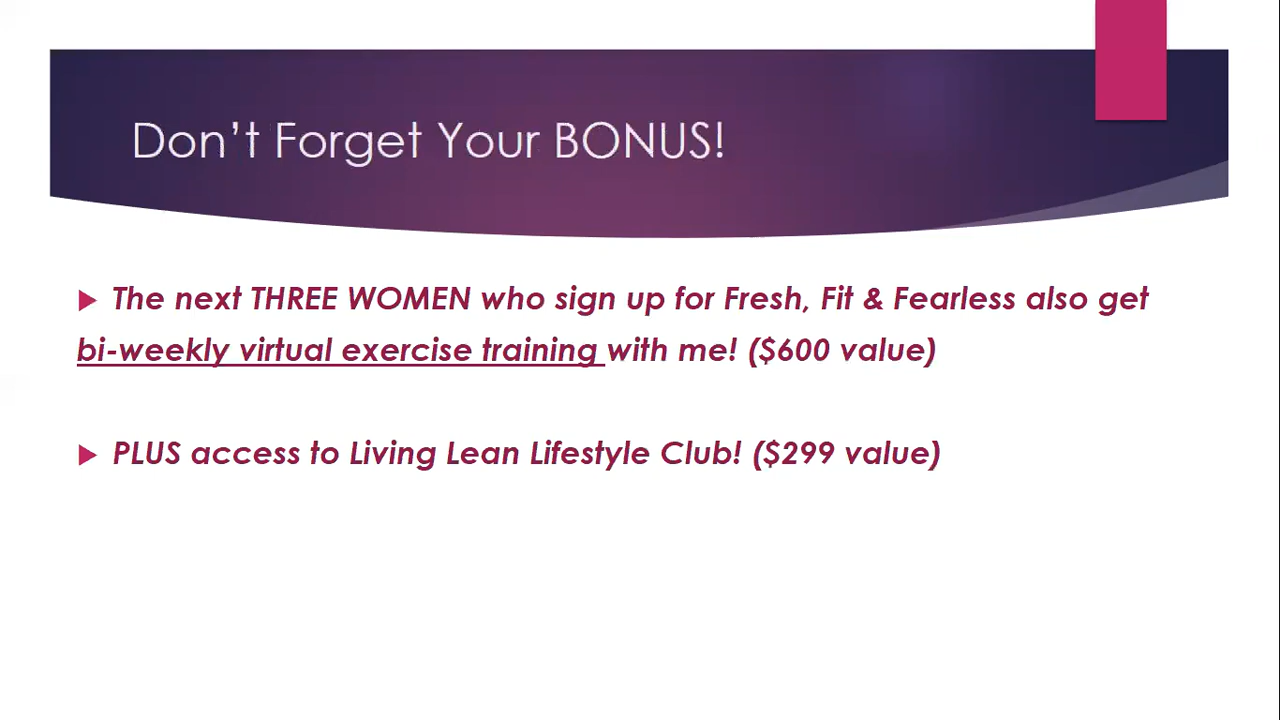 Don’t Forget Your BONUS!
The next THREE WOMEN who sign up for Fresh, Fit & Fearless also get
bi-weekly virtual exercise training with me! ($600 value)
PLUS access to Living Lean Lifestyle Club! ($299 value)